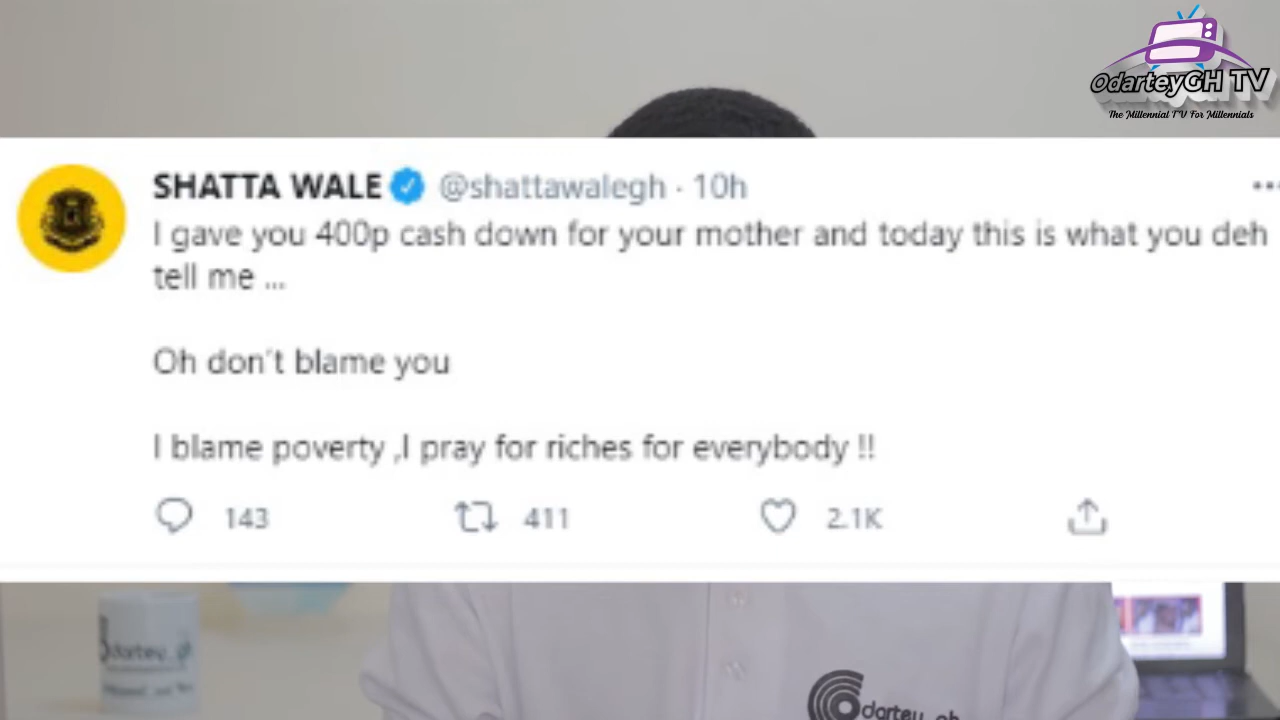 OdarteyGH TV
The Millennial TV For Millennials
SHATTA WALE @shattawalegh · 10h
I gave you 400p cash down for your mother and today this is what you deh
tell me ...
Oh don't blame you
I blame poverty ,I pray for riches for everybody !!
143 411 2.1K
dartey